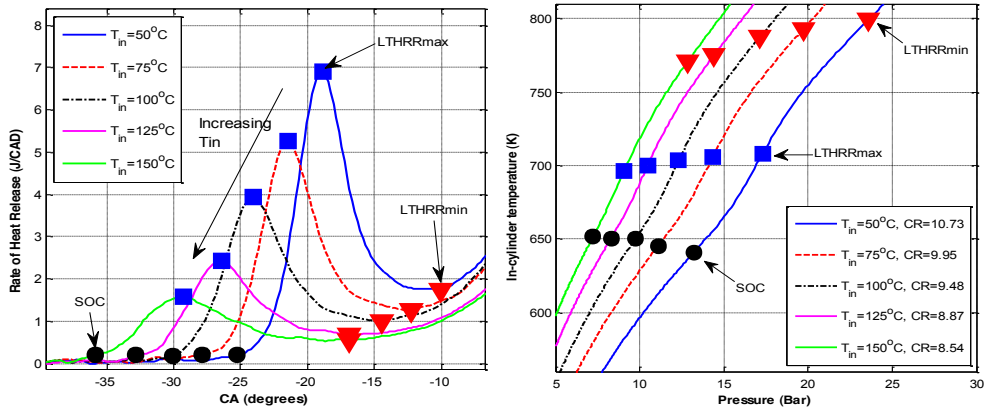 8
7
6
5
4
3
2
1
0
Rate of Heat Release (J/CAD)
T_in=50°C
T_in=75°C
T_in=100°C
T_in=125°C
T_in=150°C
LTHRRmax
Increasing
Tin
LTHRRmin
SOC
-35 -30 -25 -20 -15 -10
CA (degrees)
800
750
700
650
600
In-cylinder temperature (K)
LTHRRmin
LTHRRmax
SOC
T_in=50°C, CR=10.73
T_in=75°C, CR=9.95
T_in=100°C, CR=9.48
T_in=125°C, CR=8.87
T_in=150°C, CR=8.54
5 10 15 20 25 30
Pressure (Bar)